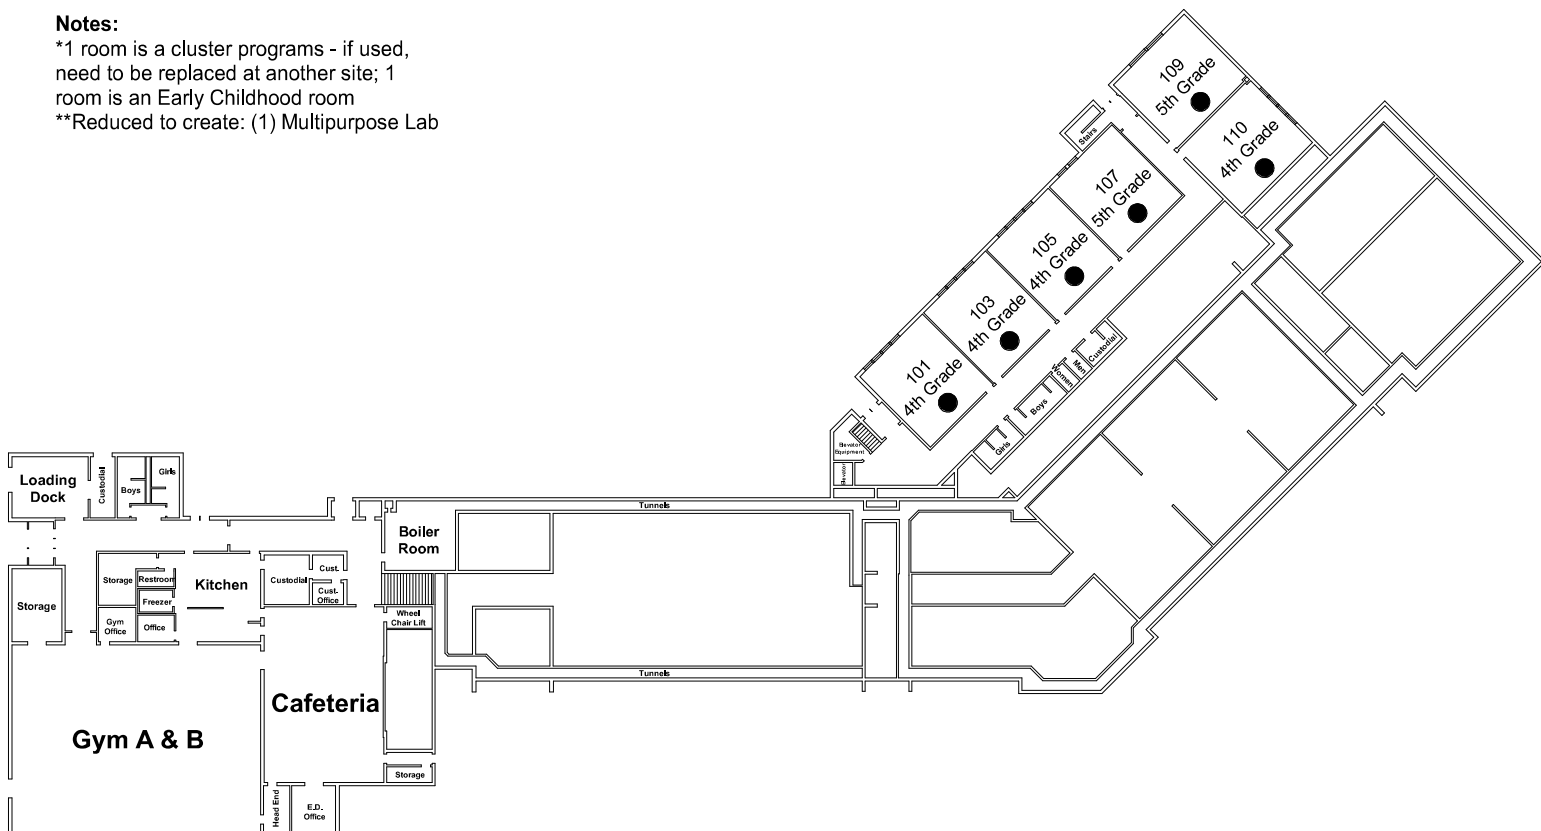 Notes:
*1 room is a cluster programs - if used,
need to be replaced at another site; 1
room is an Early Childhood room
**Reduced to create: (1) Multipurpose Lab
109
5th Grade
110
4th Grade
Stairs
107
5th Grade
105
4th Grade
103
4th Grade
101
4th Grade
Custodial
Men
Women
Boys
Girls
Elevator
Equipment
Elevator
Loading
Dock
Custodial
Boys
Girls
Tunnels
Boiler
Room
Storage
Storage
Restroom
Kitchen
Freezer
Gym
Office
Office
Custodial
Cust.
Cust.
Office
Wheel
Chair Lift
Tunnels
Cafeteria
Gym A & B
Storage
Head End
E.D.
Office